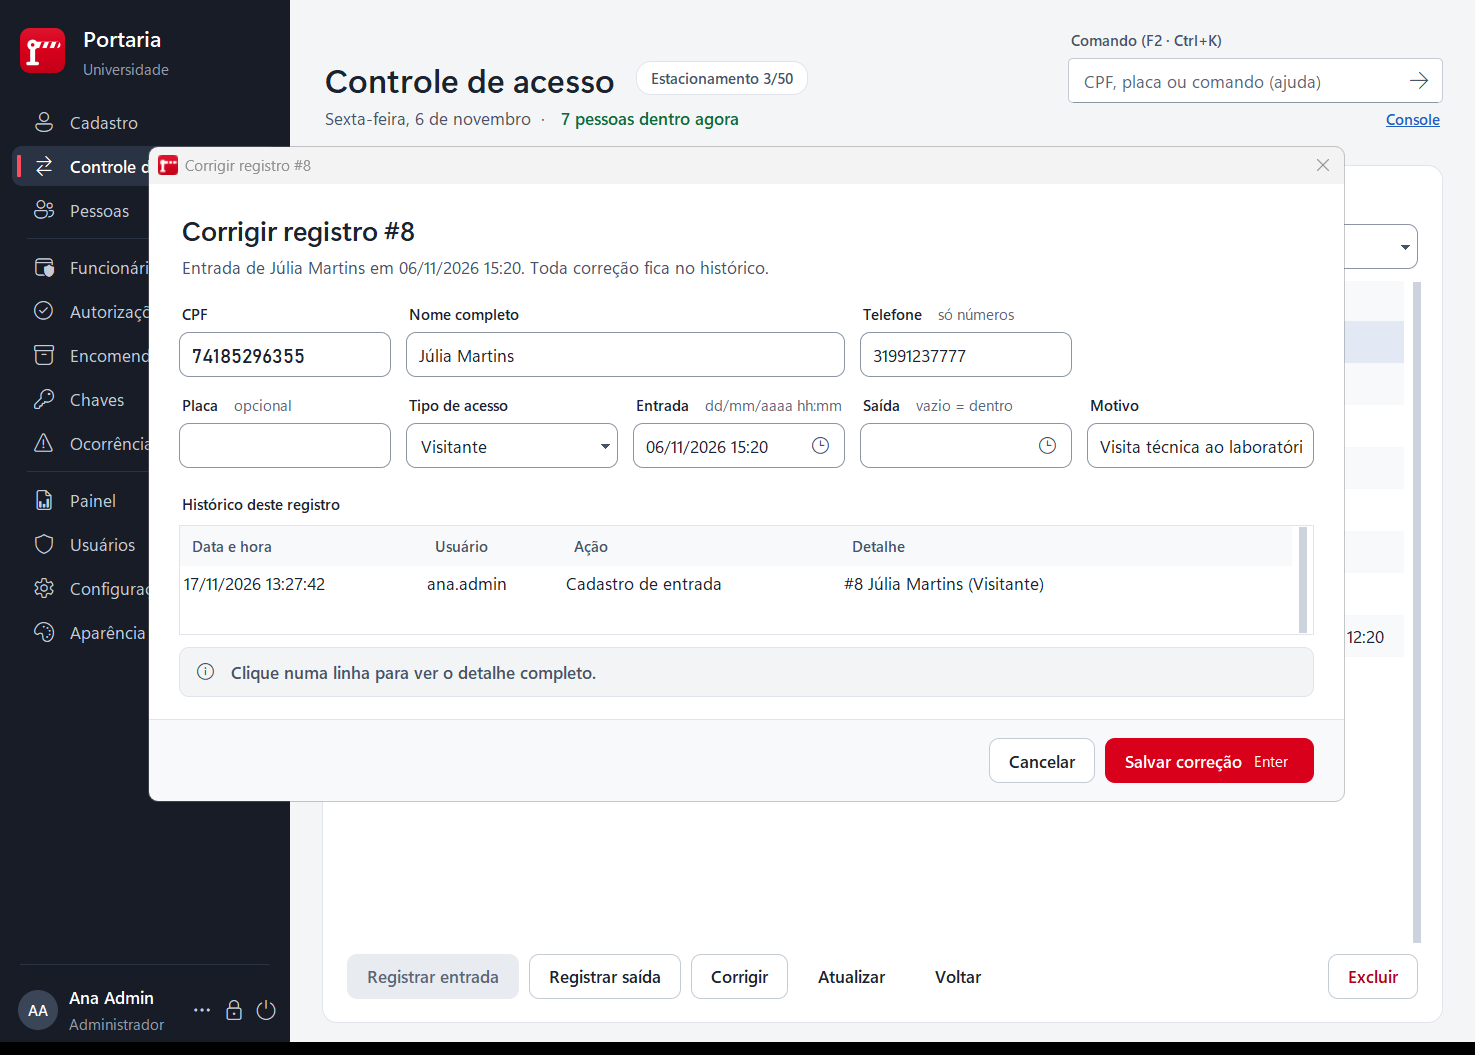 Portaria
Universidade
Cadastro
Controle d
Pessoas
Funcionári
Autorizaçõ
Encomend
Chaves
Ocorrência
Painel
Usuários
Configuraç
Aparência
AA
Ana Admin
Administrador
Controle de acesso
Estacionamento 3/50
Sexta-feira, 6 de novembro · 7 pessoas dentro agora
Comando (F2 · Ctrl+K)
CPF, placa ou comando (ajuda)
Console
Corrigir registro #8
Corrigir registro #8
Entrada de Júlia Martins em 06/11/2026 15:20. Toda correção fica no histórico.
CPF
Nome completo
Telefone só números
74185296355
Júlia Martins
31991237777
Placa opcional
Tipo de acesso
Entrada dd/mm/aaaa hh:mm
Saída vazio = dentro
Motivo
Visitante
06/11/2026 15:20
Visita técnica ao laboratóri
Histórico deste registro
Data e hora Usuário Ação Detalhe
17/11/2026 13:27:42 ana.admin Cadastro de entrada #8 Júlia Martins (Visitante)
Clique numa linha para ver o detalhe completo.
Cancelar
Salvar correção Enter
12:20
Registrar entrada
Registrar saída
Corrigir
Atualizar
Voltar
Excluir